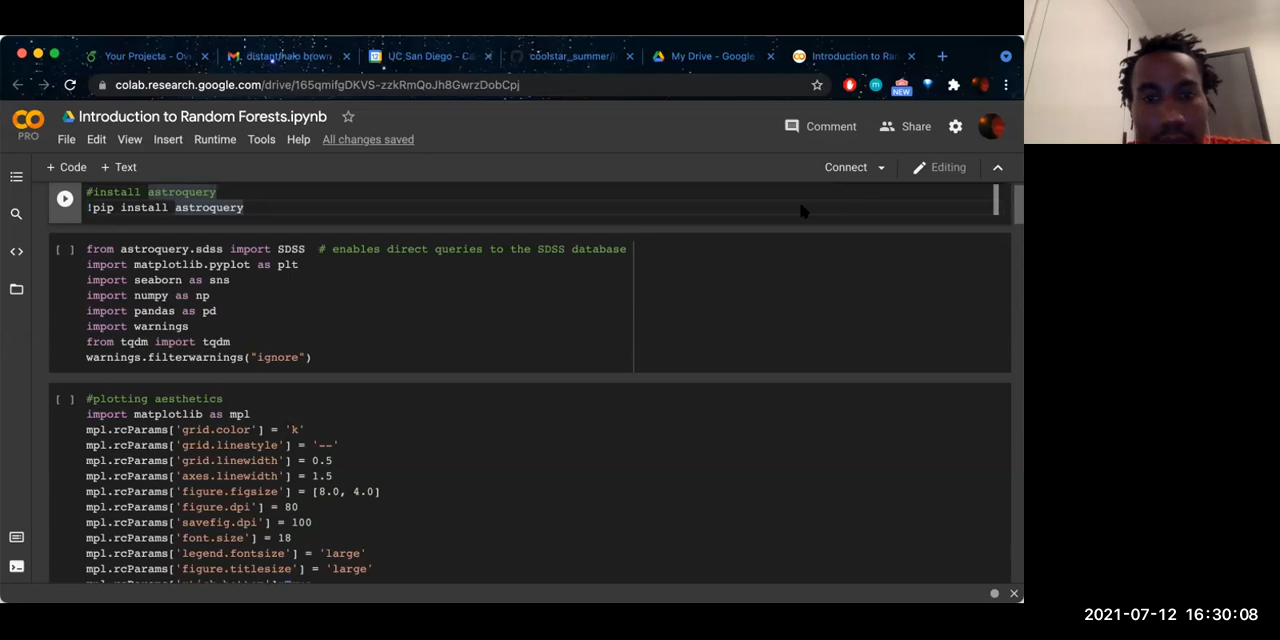 Your Projects - Ov
distanthalo brown
UC San Diego - Ca
coolstar_summer/
My Drive - Google
Introduction to Ran
colab.research.google.com/drive/165qmifgDKVS-zzkRmQoJh8GwrzDobCpj
NEW
CO
PRO
Introduction to Random Forests.ipynb
File Edit View Insert Runtime Tools Help All changes saved
Comment Share
+ Code + Text
Connect Editing
#install astroquery
!pip install astroquery
[ ] from astroquery.sdss import SDSS # enables direct queries to the SDSS database
import matplotlib.pyplot as plt
import seaborn as sns
import numpy as np
import pandas as pd
import warnings
from tqdm import tqdm
warnings.filterwarnings("ignore")
[ ] #plotting aesthetics
import matplotlib as mpl
mpl.rcParams['grid.color'] = 'k'
mpl.rcParams['grid.linestyle'] = '--'
mpl.rcParams['grid.linewidth'] = 0.5
mpl.rcParams['axes.linewidth'] = 1.5
mpl.rcParams['figure.figsize'] = [8.0, 4.0]
mpl.rcParams['figure.dpi'] = 80
mpl.rcParams['savefig.dpi'] = 100
mpl.rcParams['font.size'] = 18
mpl.rcParams['legend.fontsize'] = 'large'
mpl.rcParams['figure.titlesize'] = 'large'
2021-07-12 16:30:08